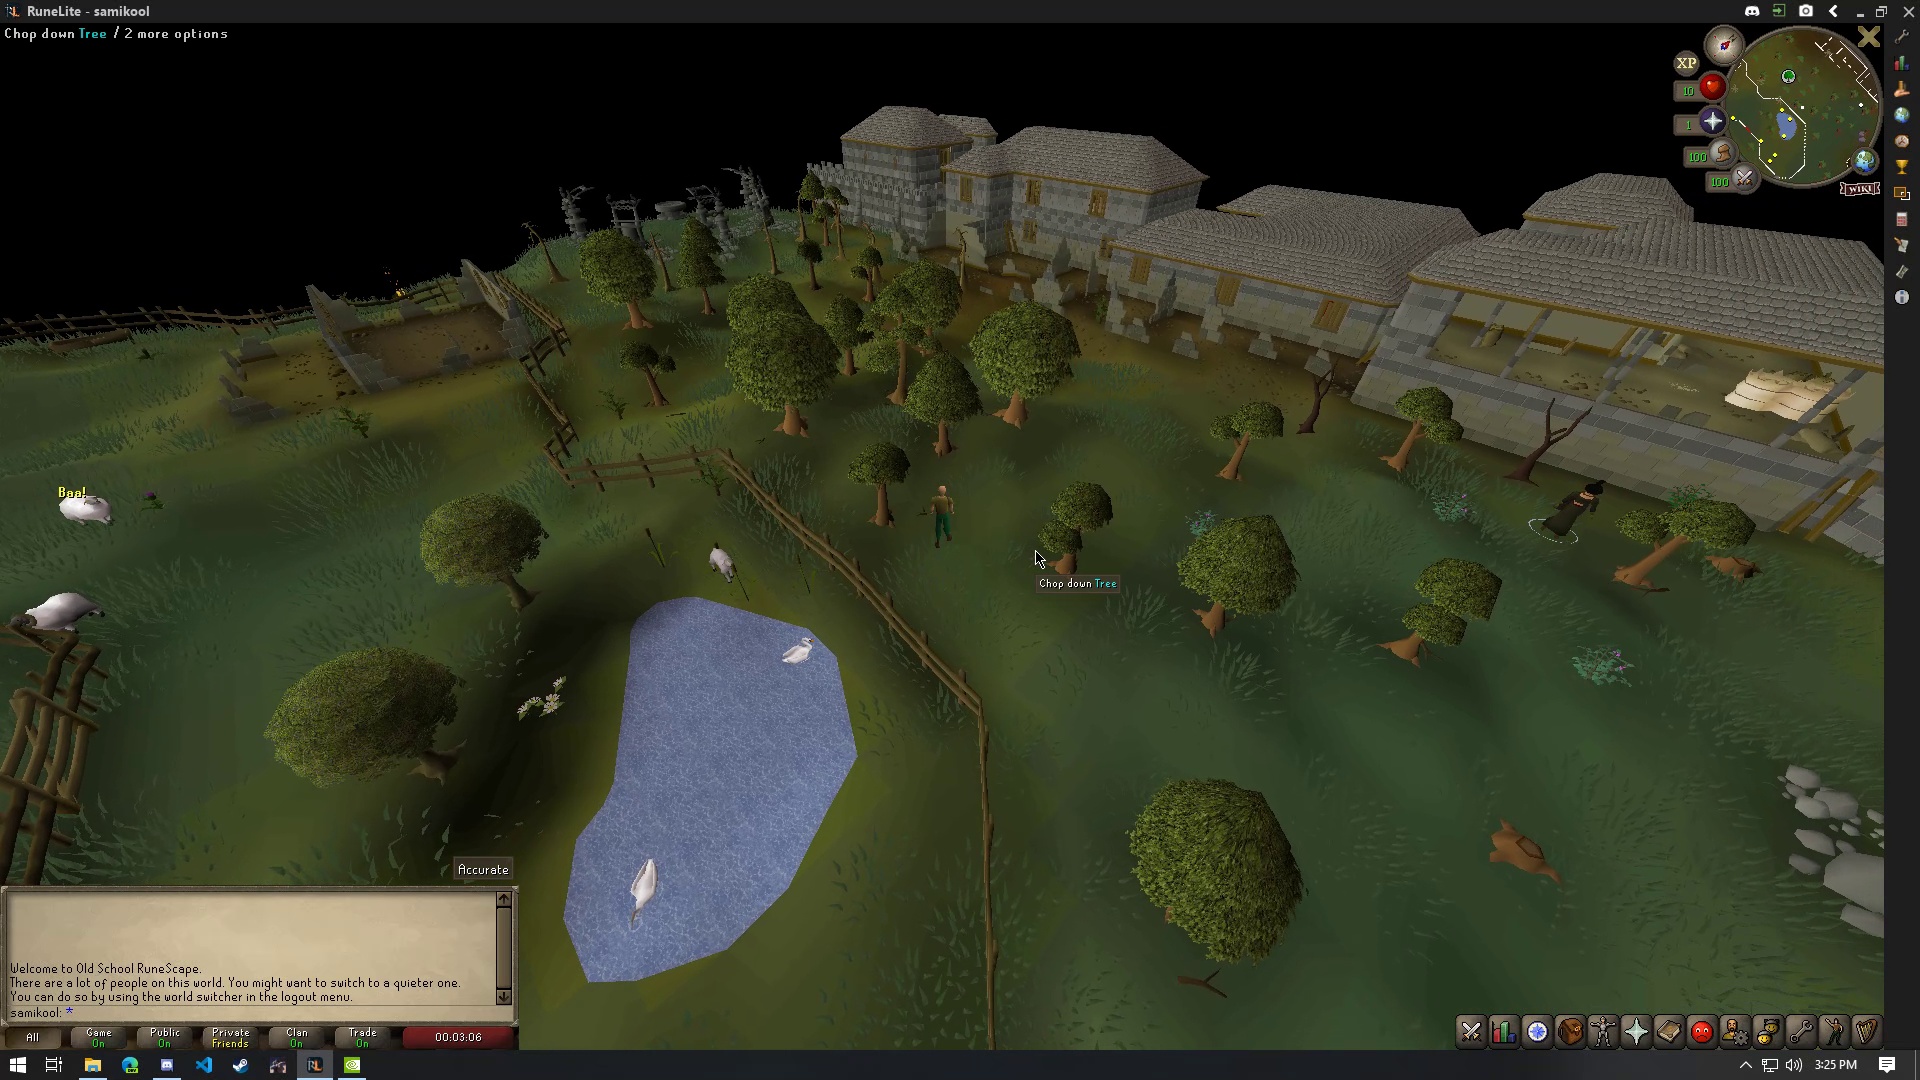 RuneLite - samikool
Chop down Tree / 2 more options
XP
10
1
100
100
WIKI
Baa!
Chop down Tree
Accurate
Welcome to Old School RuneScape.
There are a lot of people on this world. You might want to switch to a quieter one.
You can do so by using the world switcher in the logout menu.
samikool: *
All
Game
On
Public
On
Private
Friends
Clan
On
Trade
On
00:03:06
3:25 PM